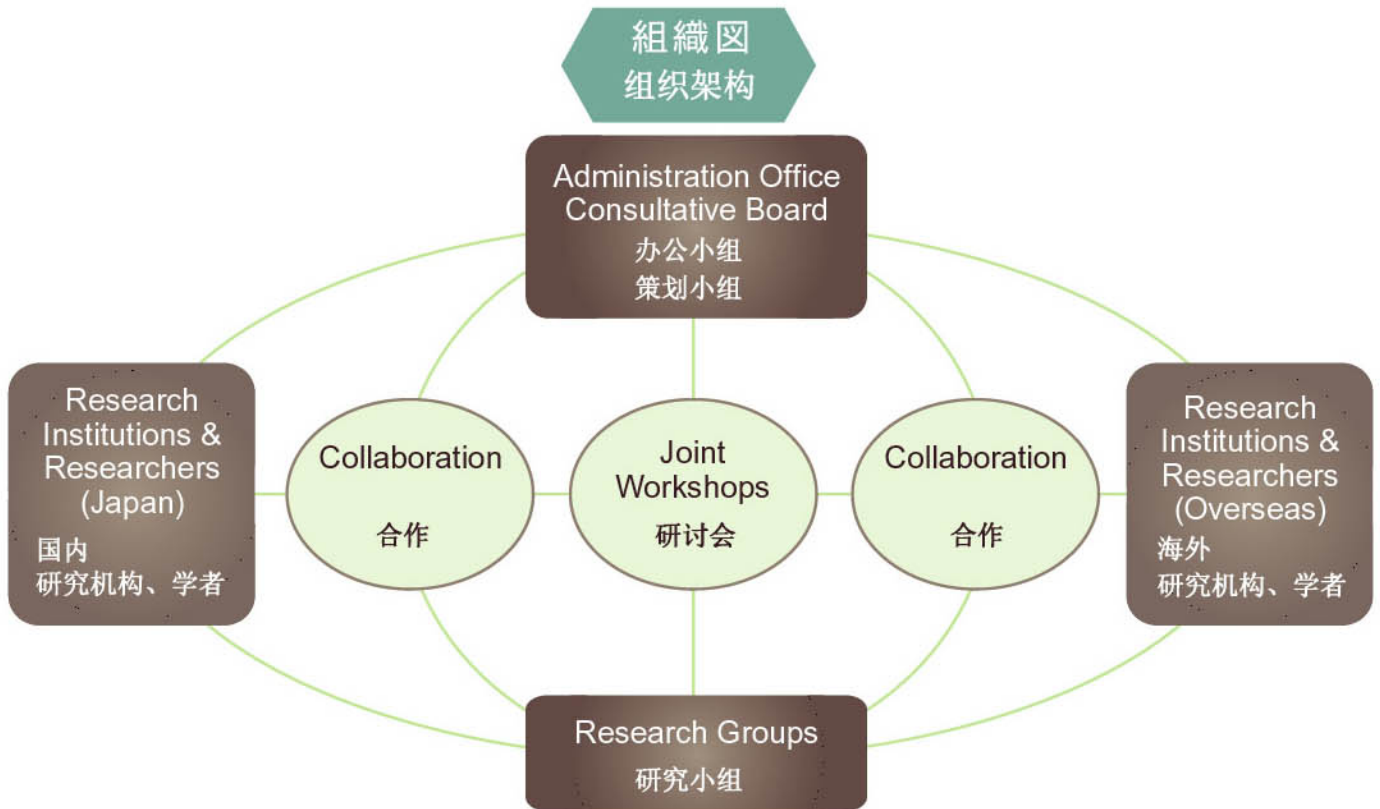 組織図
组织架构
Administration Office
Consultative Board
办公小组
策划小组
Research
Institutions &
Researchers
(Japan)
国内
研究机构、学者
Collaboration
合作
Joint
Workshops
研讨会
Collaboration
合作
Research
Institutions &
Researchers
(Overseas)
海外
研究机构、学者
Research Groups
研究小组